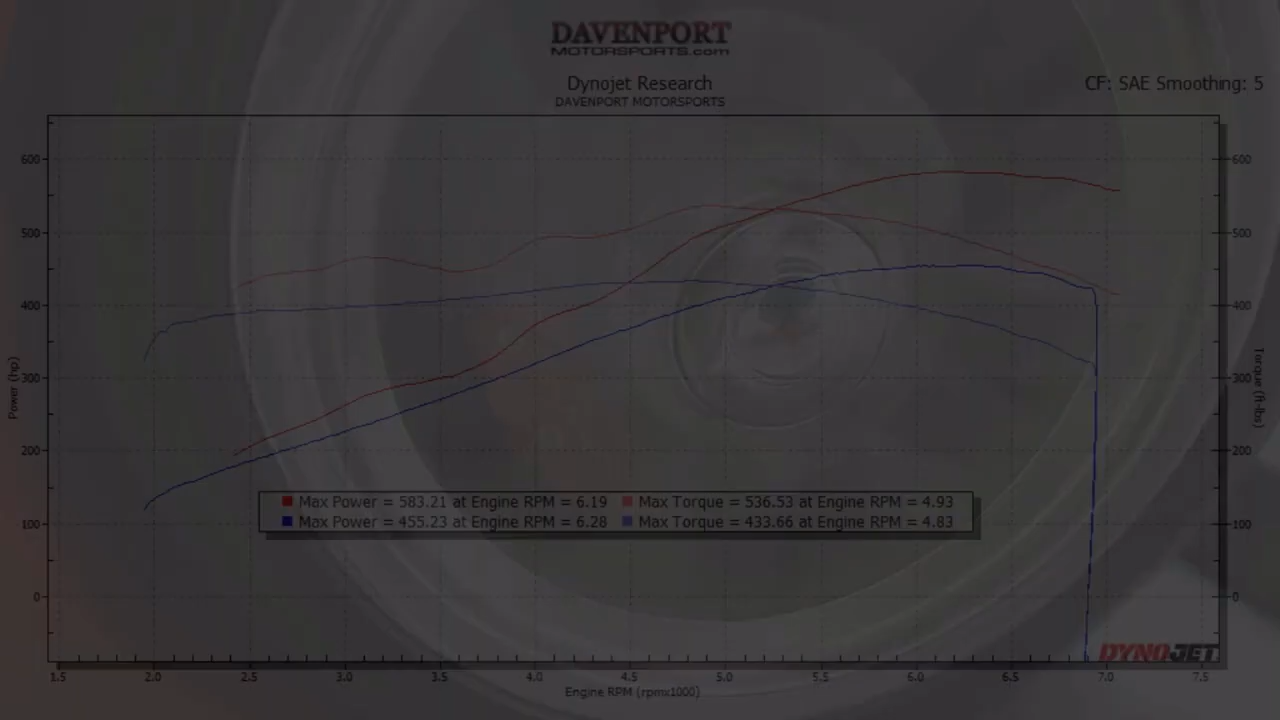 DAVENPORT
MOTORSPORTS.com
Dynojet Research
CF: SAE Smoothing: 5
DAVENPORT MOTORSPORTS
600
500
400
300
200
100
0
Power (hp)
600
500
400
300
200
100
0
Torque (ft-lbs)
Max Power = 583.21 at Engine RPM = 6.19 Max Torque = 536.53 at Engine RPM = 4.93
Max Power = 455.23 at Engine RPM = 6.28 Max Torque = 433.66 at Engine RPM = 4.83
DYNOJET
1.5 2.0 2.5 3.0 3.5 4.0 4.5 5.0 5.5 6.0 6.5 7.0 7.5
Engine RPM (rpmx1000)